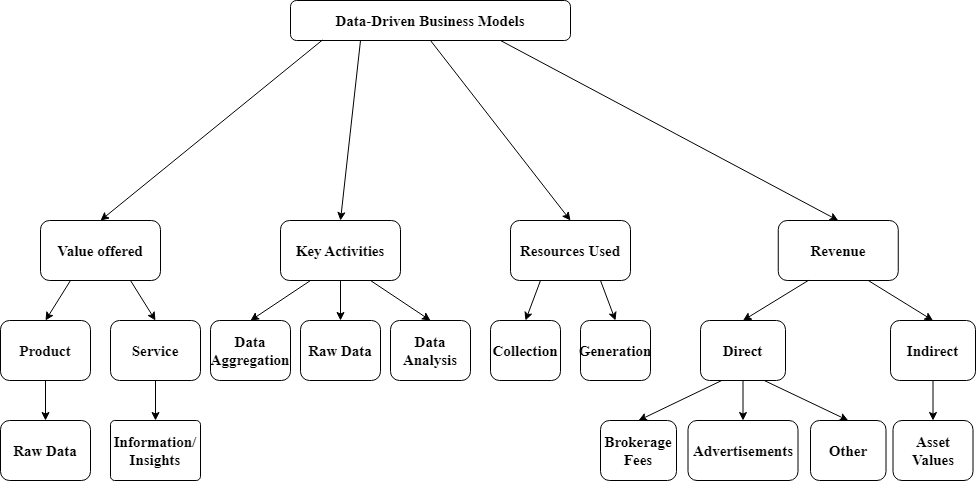 Data-Driven Business Models
Value offered
Key Activities
Resources Used
Revenue
Product
Service
Data
Aggregation
Raw Data
Data
Analysis
Collection
Generation
Direct
Indirect
Raw Data
Information/
Insights
Brokerage
Fees
Advertisements
Other
Asset
Values